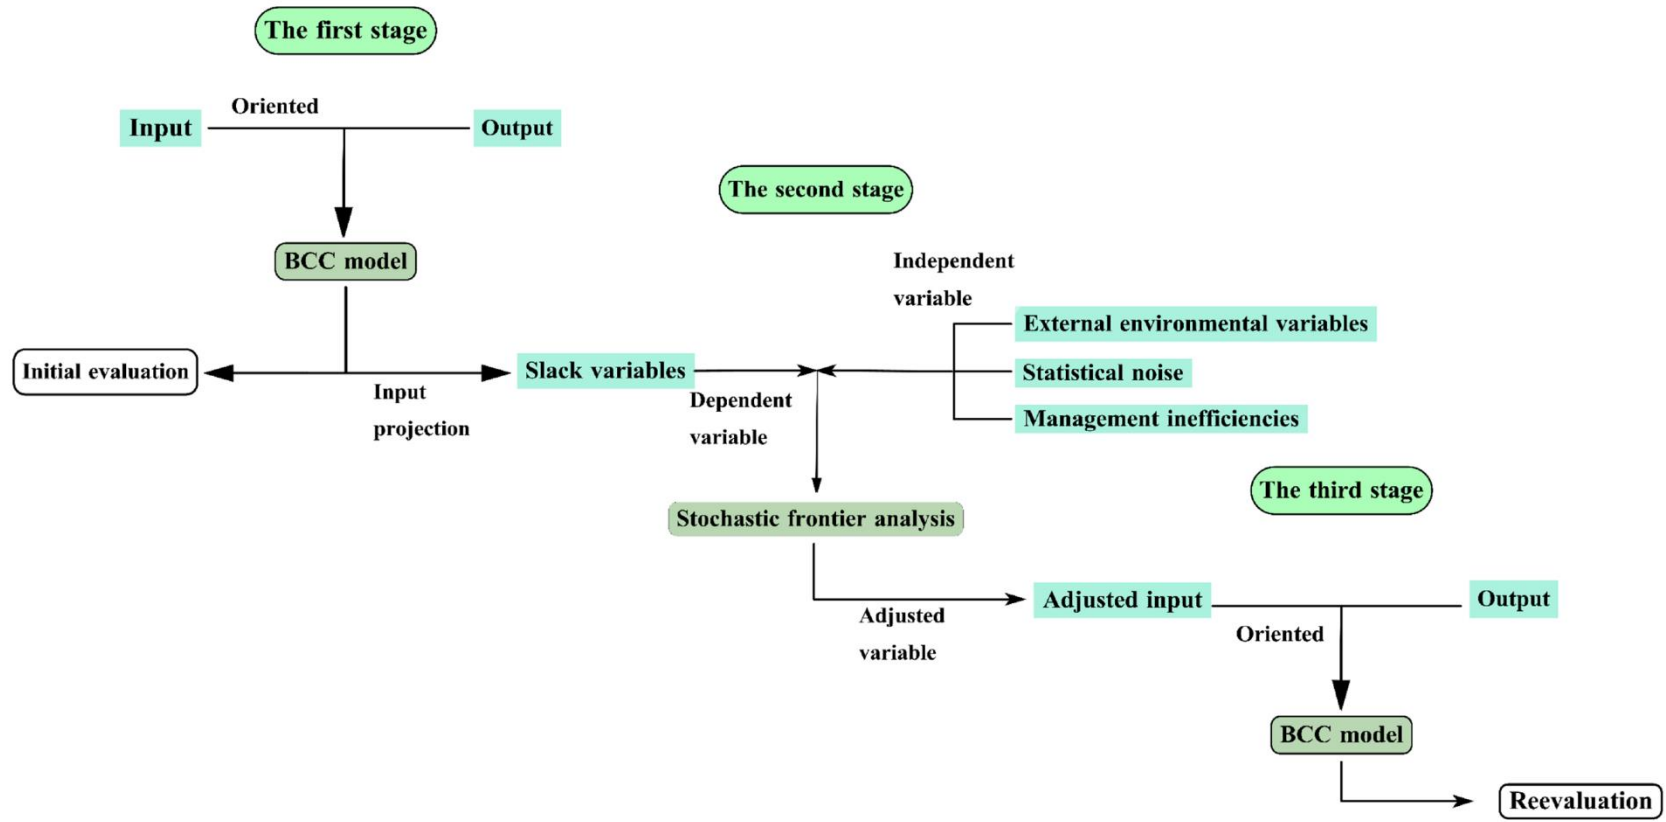 The first stage
Oriented
Input
Output
The second stage
BCC model
Independent
variable
External environmental variables
Initial evaluation
Slack variables
Statistical noise
Input
projection
Dependent
variable
Management inefficiencies
The third stage
Stochastic frontier analysis
Adjusted input
Output
Adjusted
variable
Oriented
BCC model
Reevaluation